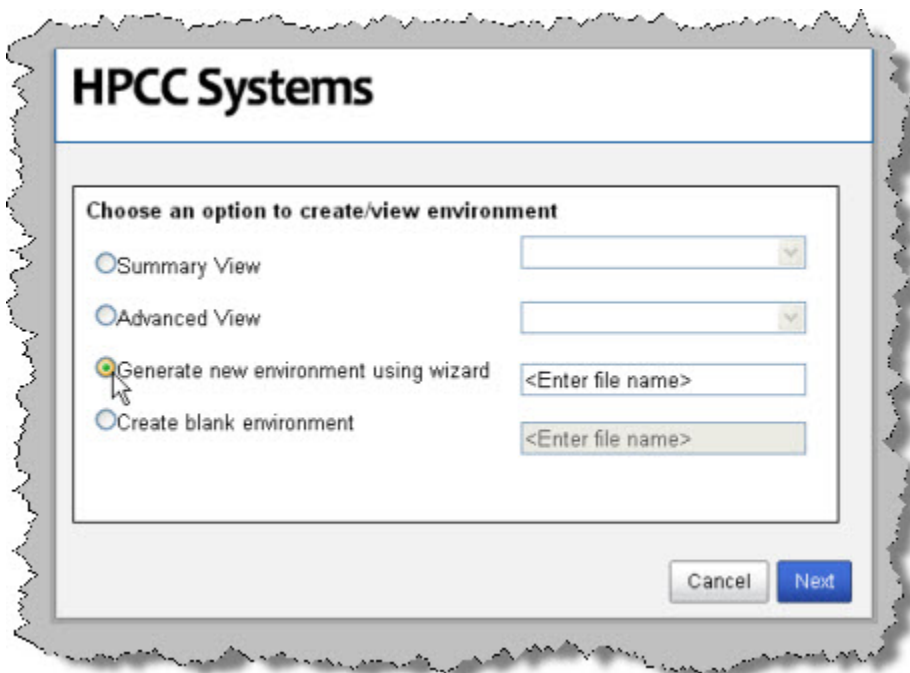 HPCC Systems
Choose an option to create/view environment
Summary View
Advanced View
Generate new environment using wizard
<Enter file name>
Create blank environment
<Enter file name>
Cancel
Next